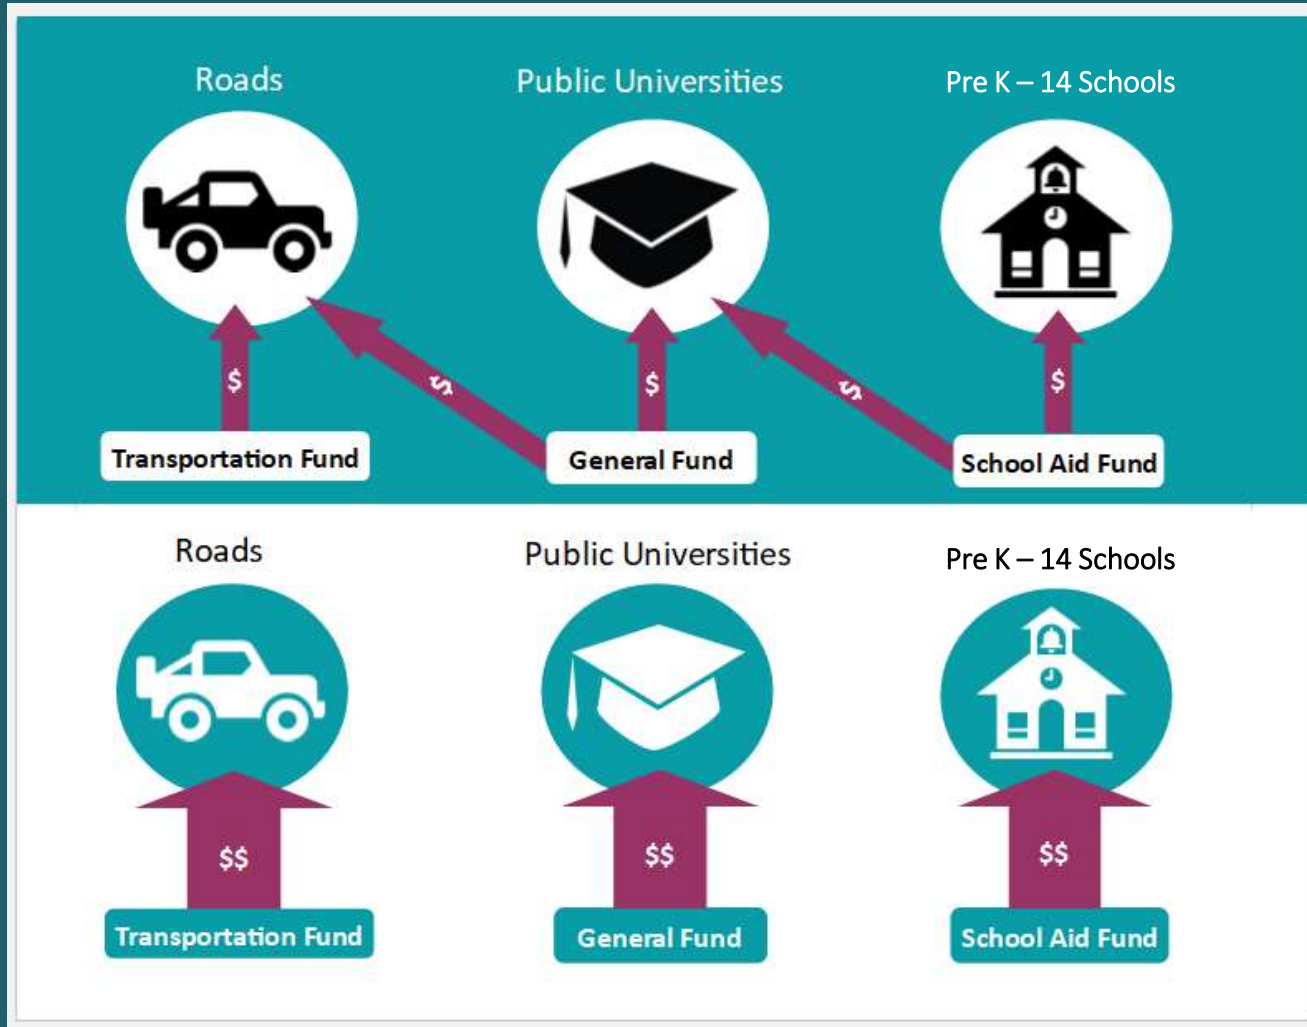 Roads
Public Universities
Pre K – 14 Schools
$
$
$
$
$
Transportation Fund
General Fund
School Aid Fund
Roads
Public Universities
Pre K – 14 Schools
$$
$$
$$
Transportation Fund
General Fund
School Aid Fund